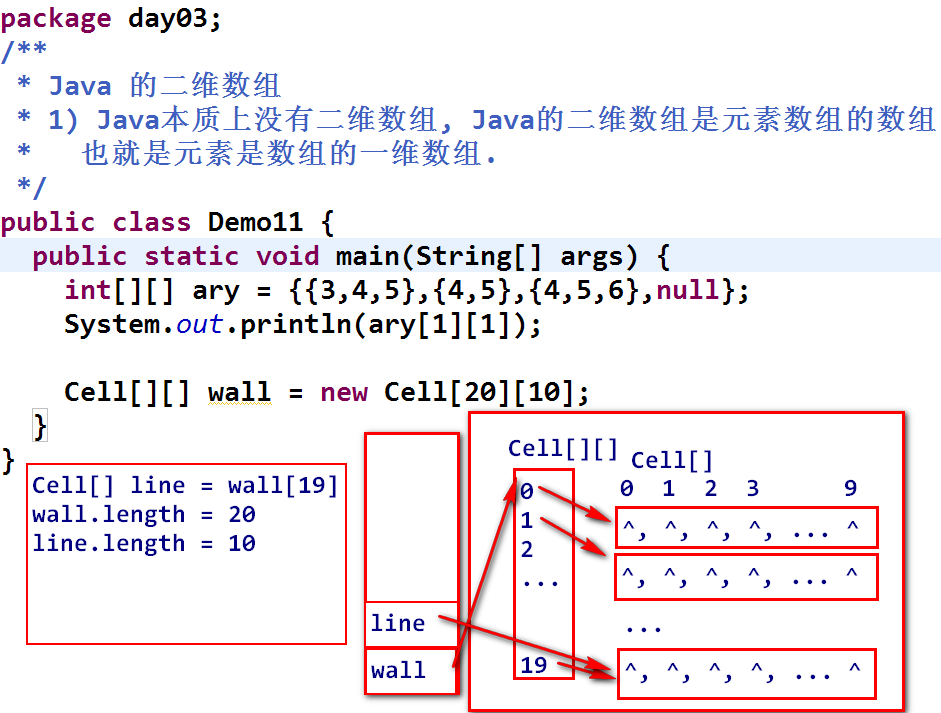 package day03;
/**
 * Java 的二维数组
 * 1) Java本质上没有二维数组, Java的二维数组是元素数组的数组
 *   也就是元素是数组的一维数组.
 */
public class Demo11 {
  public static void main(String[] args) {
    int[][] ary = {{3,4,5},{4,5},{4,5,6},null};
    System.out.println(ary[1][1]);
    Cell[][] wall = new Cell[20][10];
  }
}
Cell[] line = wall[19]
wall.length = 20
line.length = 10
line
wall
Cell[][]
0
1
2
...
19
Cell[]
0 1 2 3 9
^, ^, ^, ^, ... ^
^, ^, ^, ^, ... ^
...
^, ^, ^, ^, ... ^